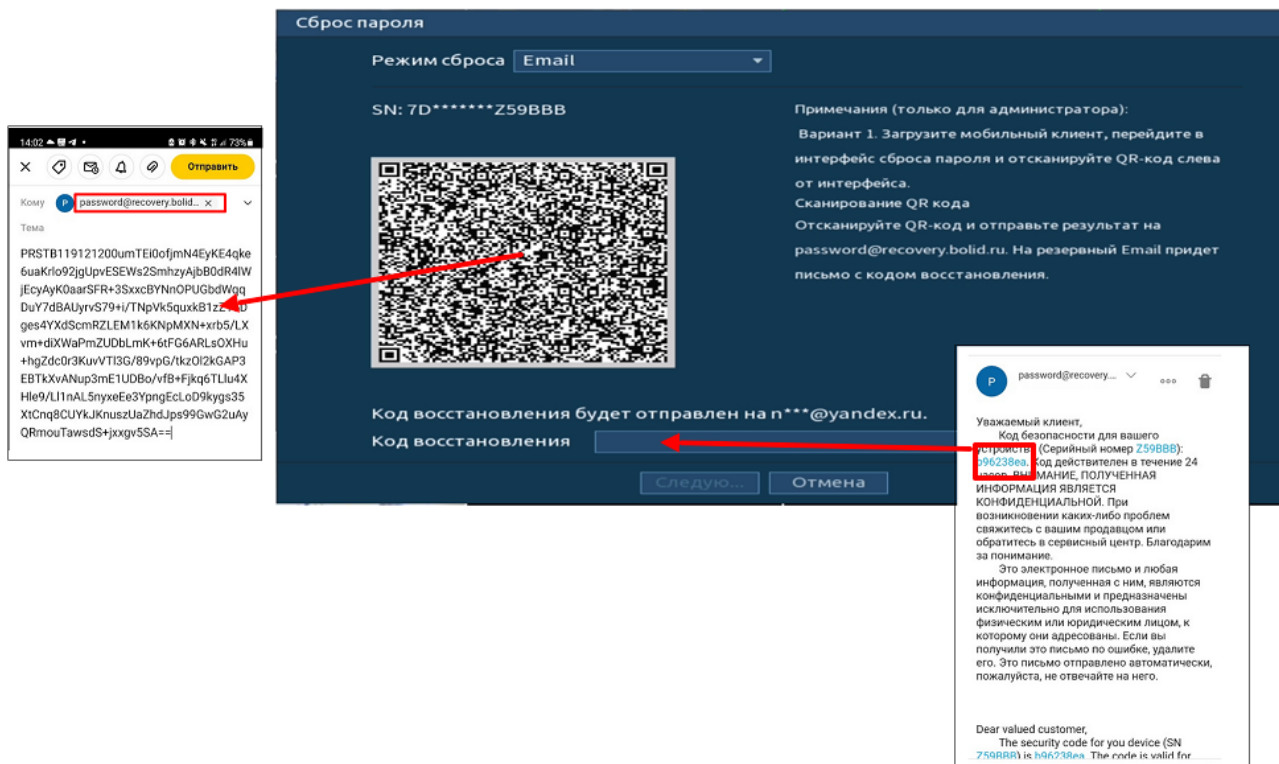 Сброс пароля
Режим сброса Email
SN: 7D*******Z59BBB
Примечания (только для администратора):
Вариант 1. Загрузите мобильный клиент, перейдите в
интерфейс сброса пароля и отсканируйте QR-код слева
от интерфейса.
Сканирование QR кода
Отсканируйте QR-код и отправьте результат на
password@recovery.bolid.ru. На резервный Email придет
письмо с кодом восстановления.
Код восстановления будет отправлен на n***@yandex.ru.
Код восстановления
Следую... Отмена
14:02 73%
Отправить
Кому P password@recovery.bolid... ×
Тема
PRSTB119121200umTEi0ofjmN4EyKE4qke
6uaKrlo92jgUpvESEWs2SmhzyAjbB0dR4lW
jEcyAyK0aarSFR+3SxxcBYNnOPUGbdWgq
DuY7dBAUyrvS79+i/TNpVk5quxkB1zZ
ges4YXdScmRZLEM1k6KNpMXN+xrb5/LX
vm+diXWaPmZUDbLmK+6tFG6ARLsOXHu
+hgZdc0r3KuvVTl3G/89vpG/tkzOl2kGAP3
EBTkXvANup3mE1UDBo/vfB+Fjkq6TLlu4X
Hle9/Ll1nAL5nyxeEe3YpngEcLoD9kygs35
XtCnq8CUYkJKnuszUaZhdJps99GwG2uAy
QRmouTawsdS+jxxgv5SA==
P password@recovery....
Уважаемый клиент,
Код безопасности для вашего
устройства (Серийный номер Z59BBB):
b96238ea. Код действителен в течение 24
часов. ВНИМАНИЕ, ПОЛУЧЕННАЯ
ИНФОРМАЦИЯ ЯВЛЯЕТСЯ
КОНФИДЕНЦИАЛЬНОЙ. При
возникновении каких-либо проблем
свяжитесь с вашим продавцом или
обратитесь в сервисный центр. Благодарим
за понимание.
Это электронное письмо и любая
информация, полученная с ним, являются
конфиденциальными и предназначены
исключительно для использования
физическим или юридическим лицом, к
которому они адресованы. Если вы
получили это письмо по ошибке, удалите
его. Это письмо отправлено автоматически,
пожалуйста, не отвечайте на него.
Dear valued customer,
The security code for you device (SN
Z59BBB) is b96238ea. The code is valid for